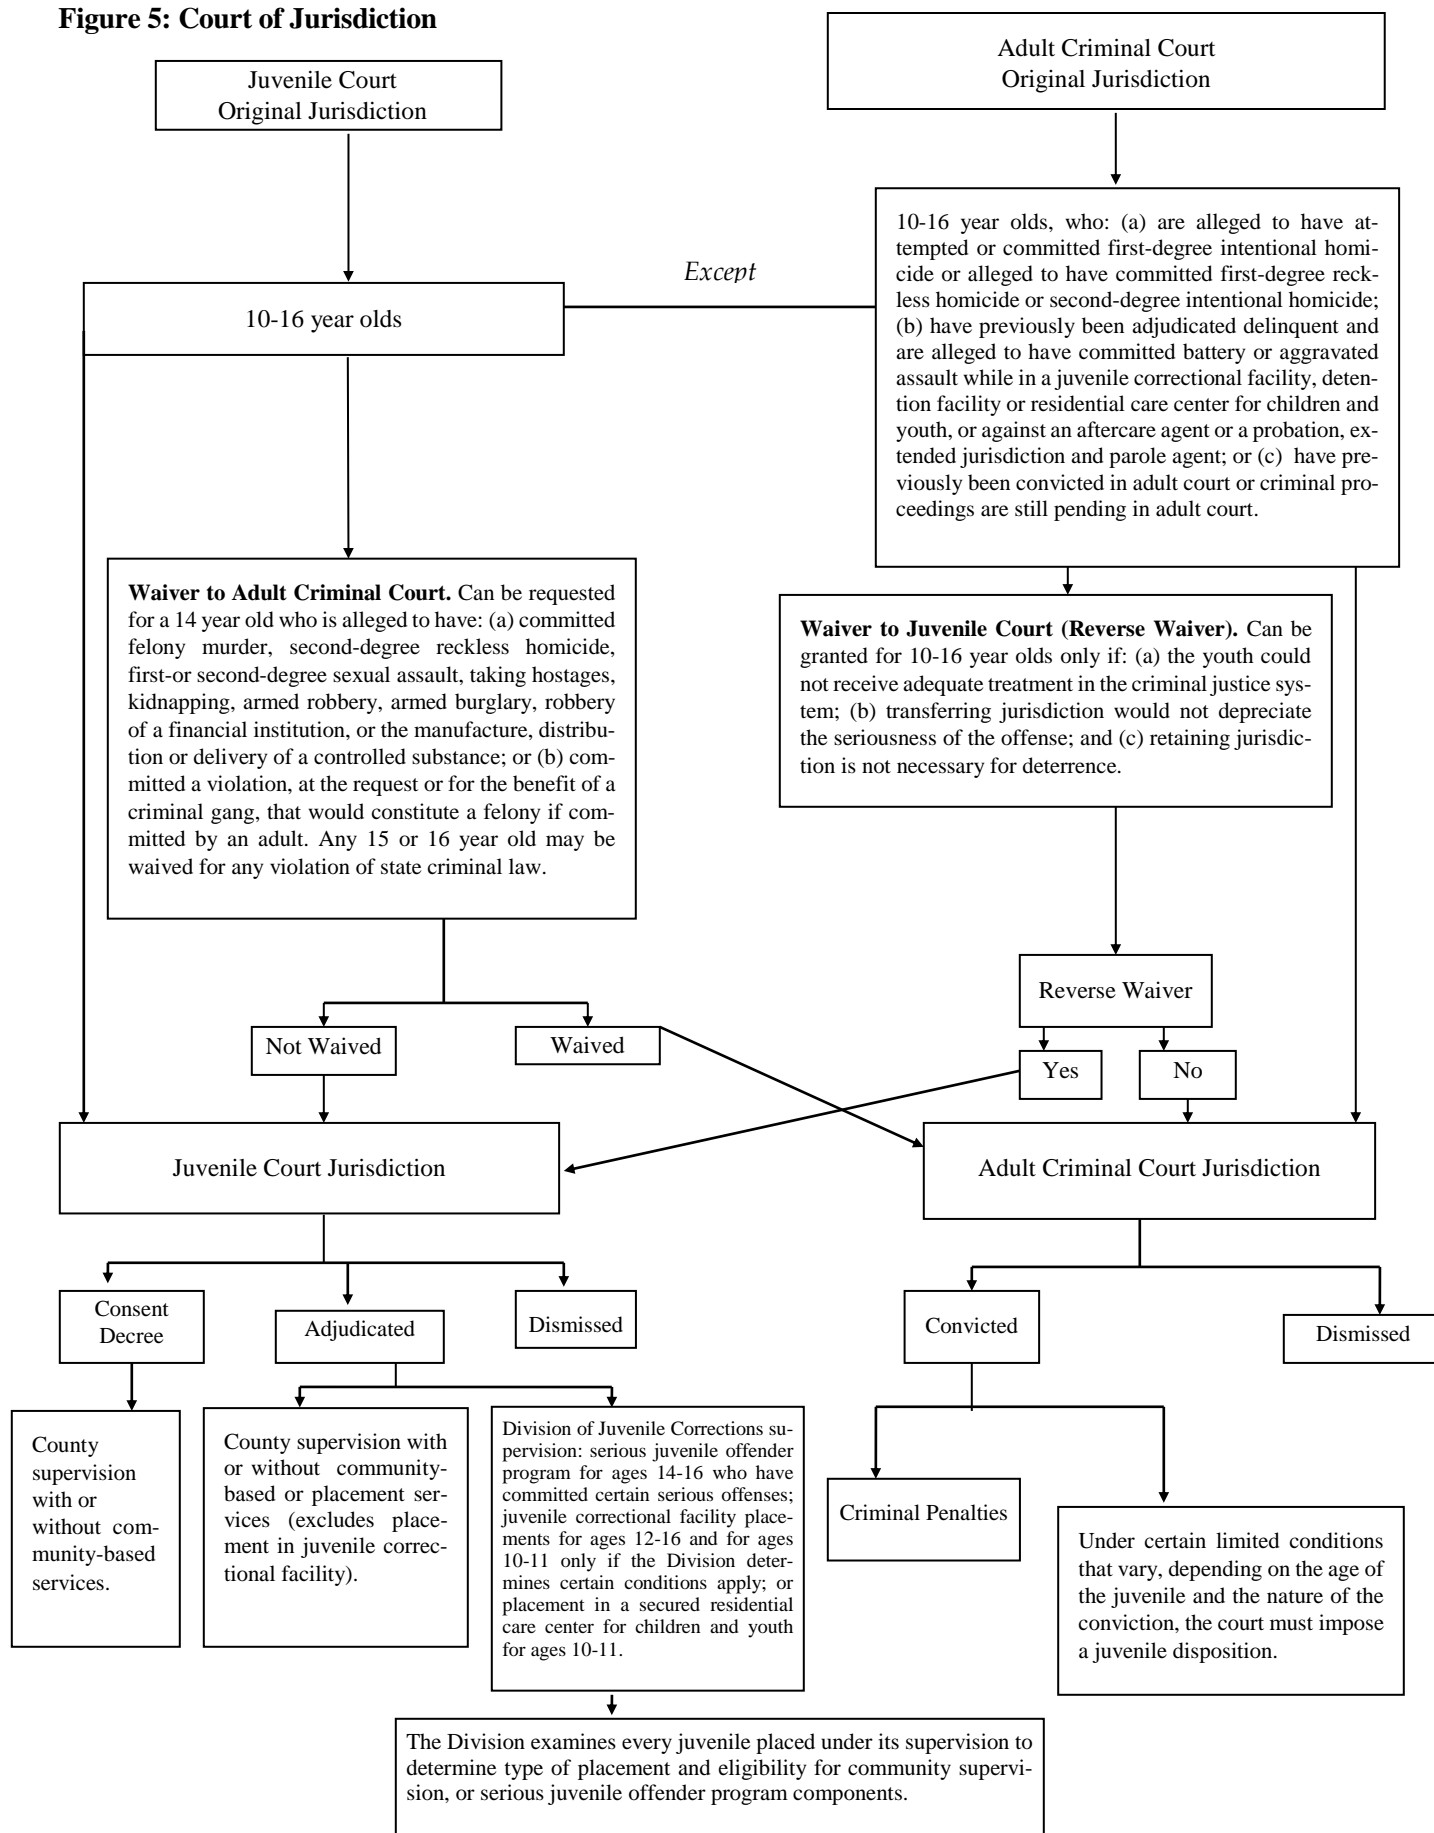 Figure 5: Court of Jurisdiction
Adult Criminal Court
Original Jurisdiction
Juvenile Court
Original Jurisdiction
10-16 year olds, who: (a) are alleged to have at-
tempted or committed first-degree intentional homi-
cide or alleged to have committed first-degree reck-
less homicide or second-degree intentional homicide;
(b) have previously been adjudicated delinquent and
are alleged to have committed battery or aggravated
assault while in a juvenile correctional facility, deten-
tion facility or residential care center for children and
youth, or against an aftercare agent or a probation, ex-
tended jurisdiction and parole agent; or (c) have pre-
viously been convicted in adult court or criminal pro-
ceedings are still pending in adult court.
Except
10-16 year olds
Waiver to Adult Criminal Court. Can be requested
for a 14 year old who is alleged to have: (a) committed
felony murder, second-degree reckless homicide,
first-or second-degree sexual assault, taking hostages,
kidnapping, armed robbery, armed burglary, robbery
of a financial institution, or the manufacture, distribu-
tion or delivery of a controlled substance; or (b) com-
mitted a violation, at the request or for the benefit of a
criminal gang, that would constitute a felony if com-
mitted by an adult. Any 15 or 16 year old may be
waived for any violation of state criminal law.
Waiver to Juvenile Court (Reverse Waiver). Can be
granted for 10-16 year olds only if: (a) the youth could
not receive adequate treatment in the criminal justice sys-
tem; (b) transferring jurisdiction would not depreciate
the seriousness of the offense; and (c) retaining jurisdic-
tion is not necessary for deterrence.
Reverse Waiver
Not Waived
Waived
Yes
No
Juvenile Court Jurisdiction
Adult Criminal Court Jurisdiction
Consent
Decree
Adjudicated
Dismissed
Convicted
Dismissed
County
supervision
with or
without com-
munity-based
services.
County supervision with
or without community-
based or placement ser-
vices (excludes place-
ment in juvenile correc-
tional facility).
Division of Juvenile Corrections su-
pervision: serious juvenile offender
program for ages 14-16 who have
committed certain serious offenses;
juvenile correctional facility place-
ments for ages 12-16 and for ages
10-11 only if the Division deter-
mines certain conditions apply; or
placement in a secured residential
care center for children and youth
for ages 10-11.
Criminal Penalties
Under certain limited conditions
that vary, depending on the age of
the juvenile and the nature of the
conviction, the court must impose
a juvenile disposition.
The Division examines every juvenile placed under its supervision to
determine type of placement and eligibility for community supervi-
sion, or serious juvenile offender program components.